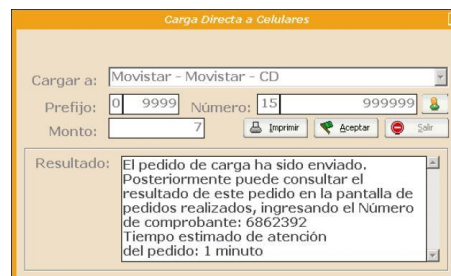 Carga Directa a Celulares
Cargar a: Movistar - Movistar - CD
Prefijo: 0 9999 Número: 15 999999
Monto: 7 Imprimir Aceptar Salir
Resultado: El pedido de carga ha sido enviado.
Posteriormente puede consultar el
resultado de este pedido en la pantalla de
pedidos realizados, ingresando el Número
de comprobante: 6862392
Tiempo estimado de atención
del pedido: 1 minuto